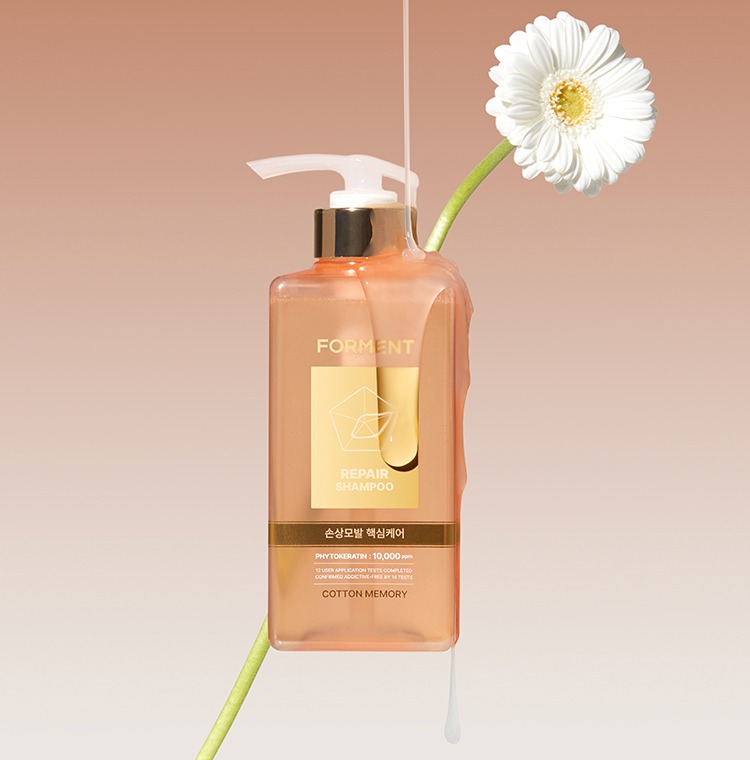 FORMENT
REPAIR
SHAMPOO
손상모발 핵심케어
PHYTOKERATIN : 10,000 ppm
12 USER APPLICATION TESTS COMPLETED
CONFIRMED ADDICTIVE-FREE BY 14 TESTS
COTTON MEMORY